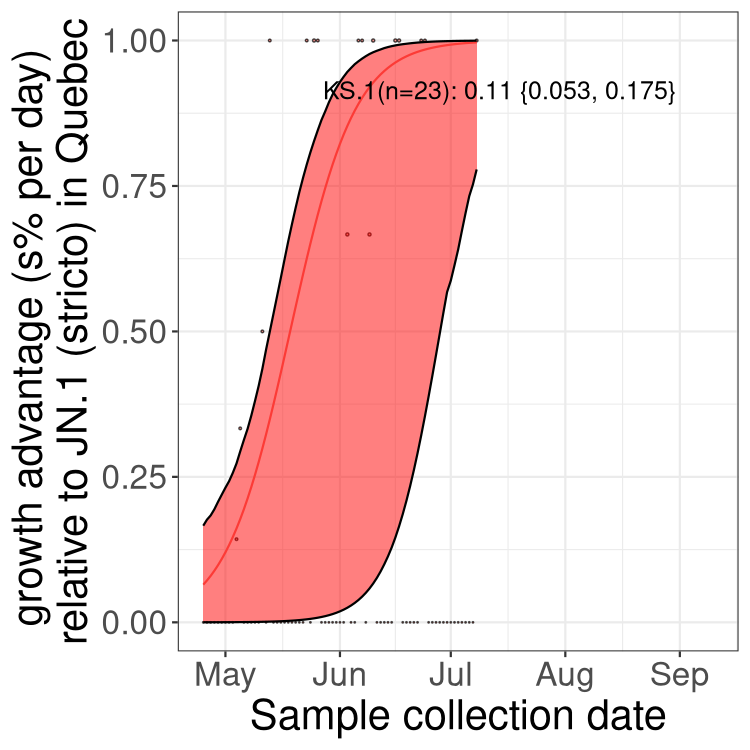 growth advantage (s% per day)
relative to JN.1 (stricto) in Quebec
1.00
0.75
0.50
0.25
0.00
KS.1(n=23): 0.11 {0.053, 0.175}
May Jun Jul Aug Sep
Sample collection date